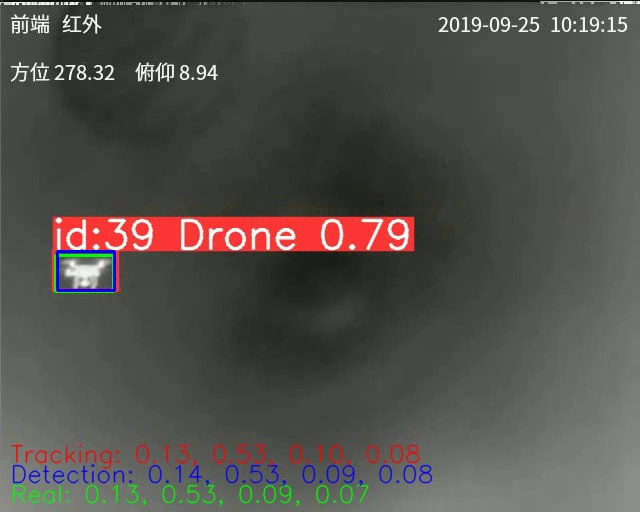 前端 红外 2019-09-25 10:19:15
方位 278.32 俯仰 8.94
id:39 Drone 0.79
Tracking: 0.13, 0.53, 0.10, 0.08
Detection: 0.14, 0.53, 0.09, 0.08
Real: 0.13, 0.53, 0.09, 0.07